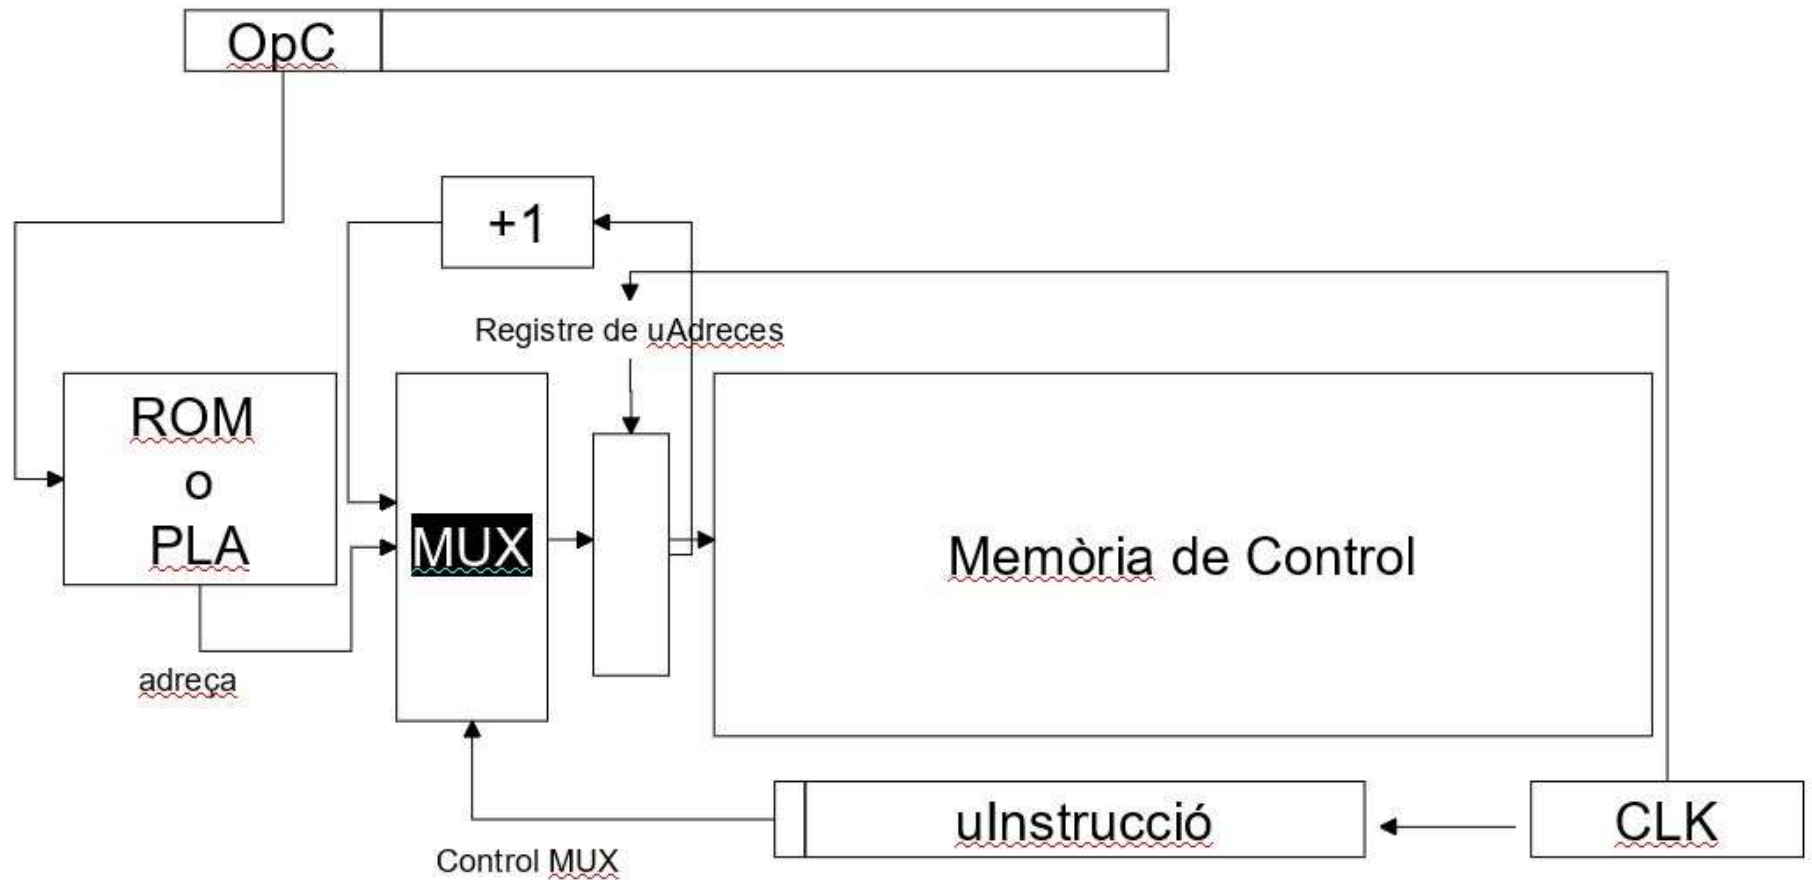 OpC
+1
Registre de uAdreces
ROM
o
PLA
MUX
Memòria de Control
adreça
uInstrucció
CLK
Control MUX